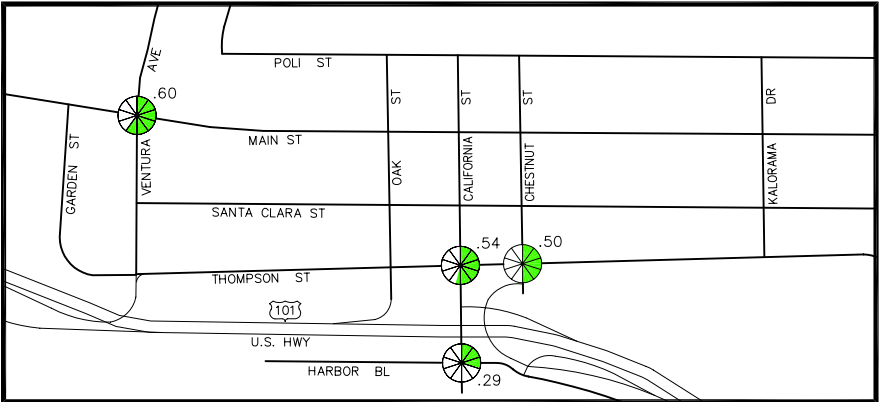 AVE
.60
POLI ST
ST
ST
ST
DR
MAIN ST
GARDEN ST
VENTURA
OAK
CALIFORNIA
CHESTNUT
KALORAMA
SANTA CLARA ST
.54
.50
THOMPSON ST
101
U.S. HWY
HARBOR BL
.29